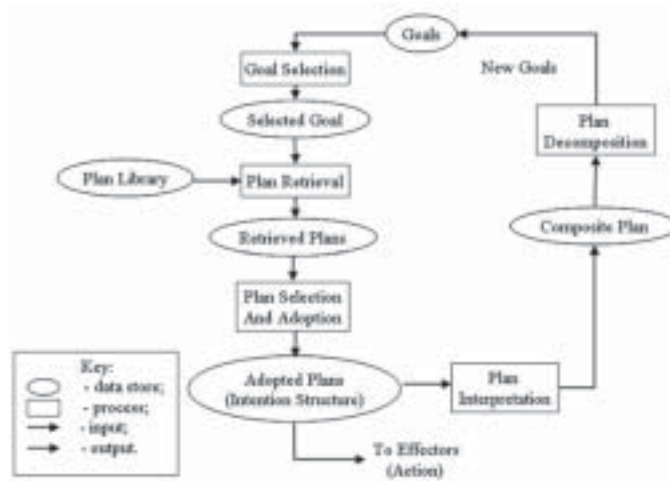 Goals
Goal Selection
New Goals
Selected Goal
Plan
Decomposition
Plan Library
Plan Retrieval
Retrieved Plans
Composite Plan
Plan Selection
And Adoption
Key:
- data store;
- process;
- input;
- output.
Adopted Plans
(Intention Structure)
Plan
Interpretation
To Effectors
(Action)